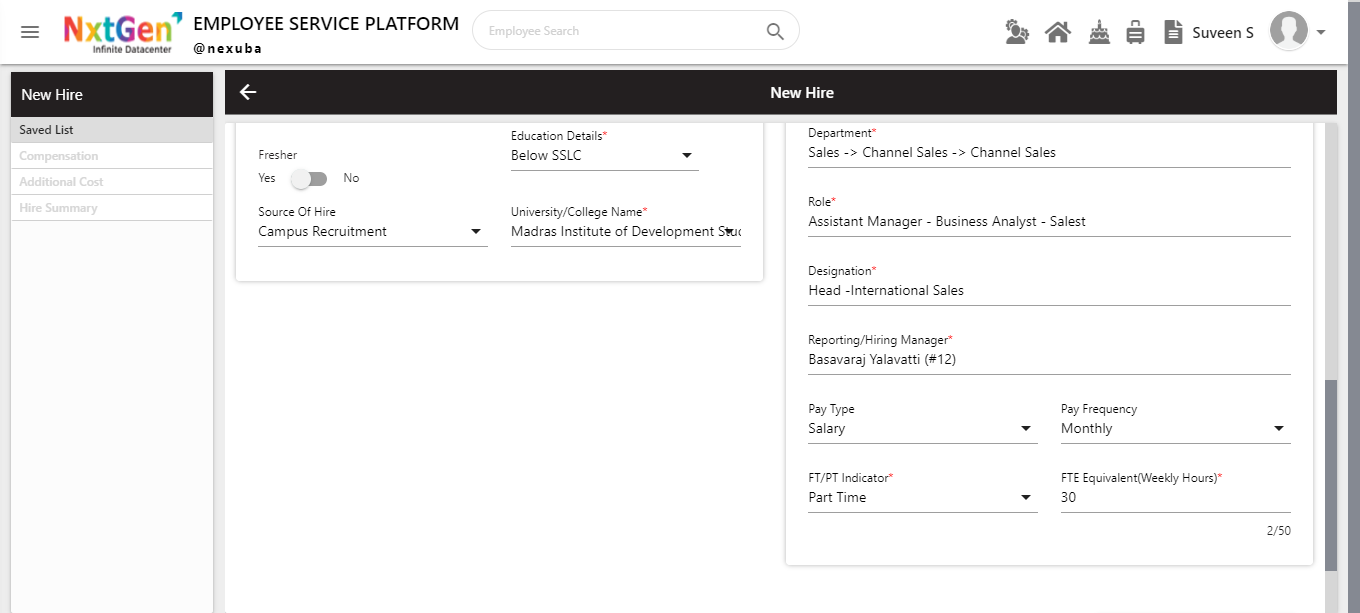 NxtGen
Infinite Datacenter
EMPLOYEE SERVICE PLATFORM
@nexuba
Employee Search
Suveen S
New Hire
Saved List
Compensation
Additional Cost
Hire Summary
New Hire
Fresher
Yes No
Education Details*
Below SSLC
Source Of Hire
Campus Recruitment
University/College Name*
Madras Institute of Development
Department*
Sales -> Channel Sales -> Channel Sales
Role*
Assistant Manager - Business Analyst - Salest
Designation*
Head -International Sales
Reporting/Hiring Manager*
Basavaraj Yalavatti (#12)
Pay Type
Salary
Pay Frequency
Monthly
FT/PT Indicator*
Part Time
FTE Equivalent(Weekly Hours)*
30
2/50